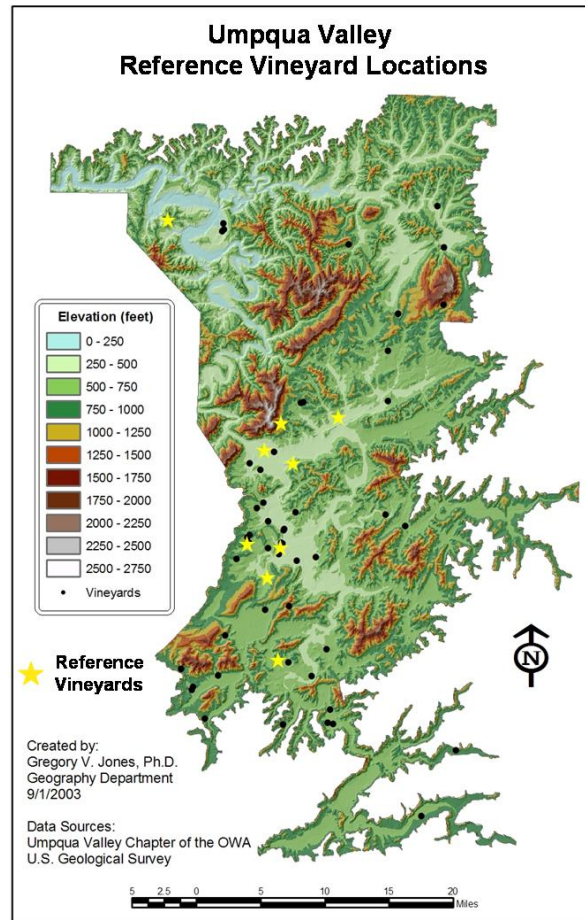 Umpqua Valley
Reference Vineyard Locations
Elevation (feet)
0 - 250
250 - 500
500 - 750
750 - 1000
1000 - 1250
1250 - 1500
1500 - 1750
1750 - 2000
2000 - 2250
2250 - 2500
2500 - 2750
Vineyards
Reference
Vineyards
N
Created by:
Gregory V. Jones, Ph.D.
Geography Department
9/1/2003
Data Sources:
Umpqua Valley Chapter of the OWA
U.S. Geological Survey
5 2.5 0 5 10 15 20
Miles